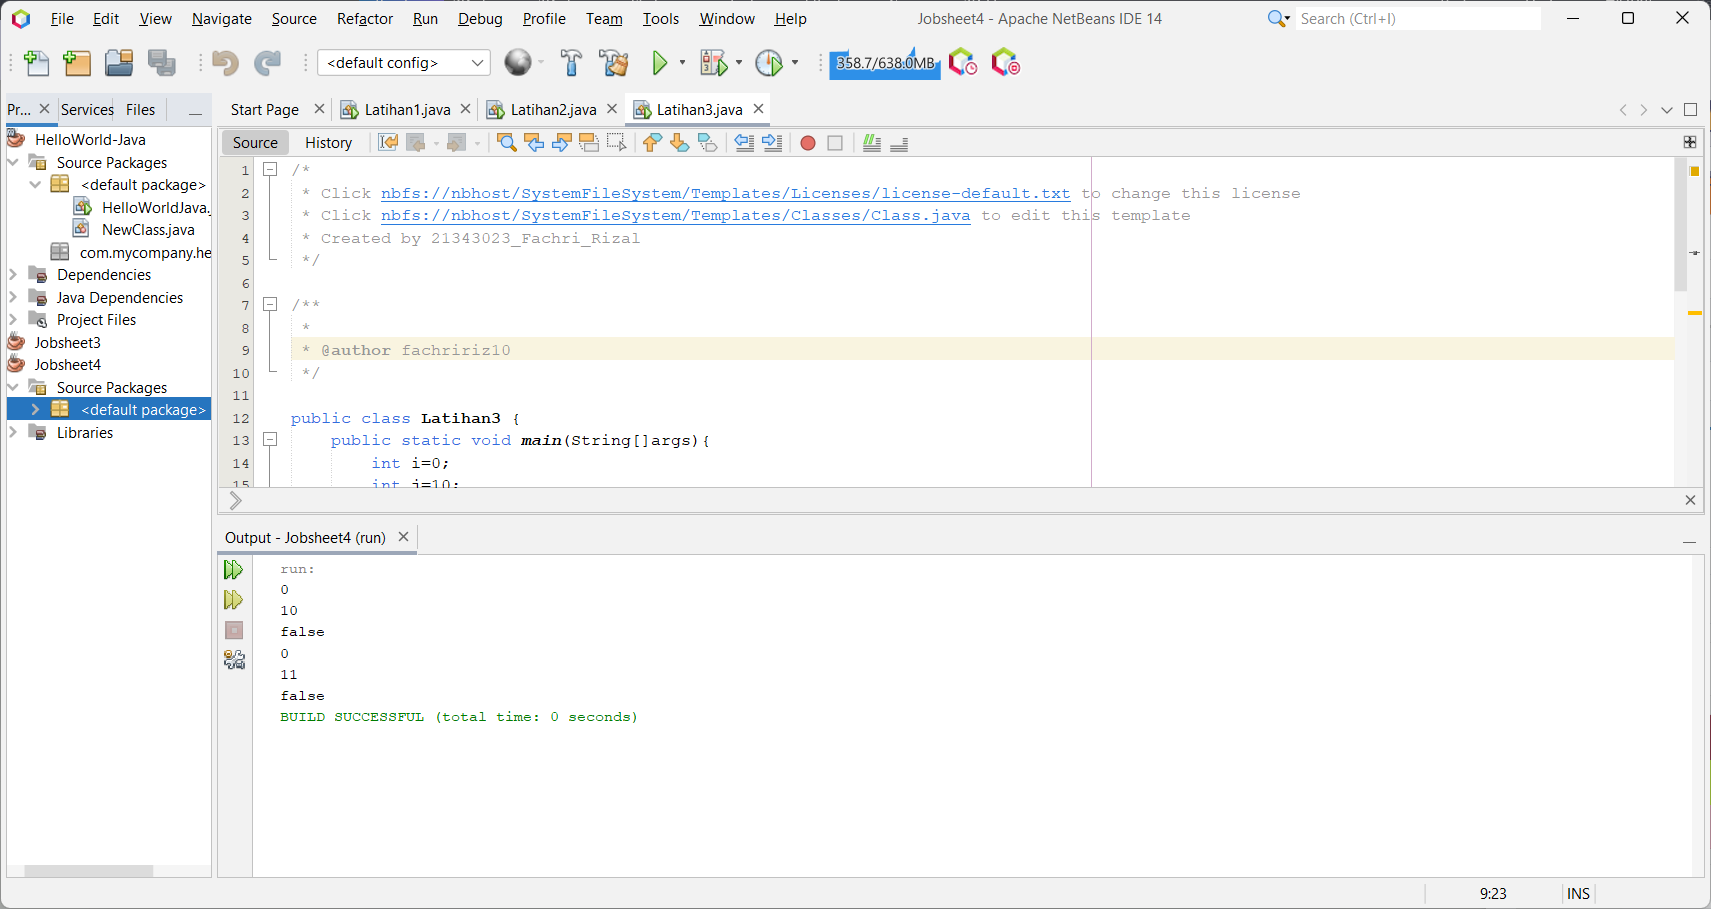 File Edit View Navigate Source Refactor Run Debug Profile Team Tools Window Help Jobsheet4 - Apache NetBeans IDE 14 Search (Ctrl+I)
<default config> 358.7/638.0MB
Pr... Services Files Start Page Latihan1.java Latihan2.java Latihan3.java
Source History
HelloWorld-Java
Source Packages
<default package>
HelloWorldJava.
NewClass.java
com.mycompany.he
Dependencies
Java Dependencies
Project Files
Jobsheet3
Jobsheet4
Source Packages
<default package>
Libraries
1 /*
2 * Click nbfs://nbhost/SystemFileSystem/Templates/Licenses/license-default.txt to change this license
3 * Click nbfs://nbhost/SystemFileSystem/Templates/Classes/Class.java to edit this template
4 * Created by 21343023_Fachri_Rizal
5 */
6
7 /**
8 *
9 * @author fachririz10
10 */
11
12 public class Latihan3 {
13 public static void main(String[]args){
14 int i=0;
15 int j=10;
Output - Jobsheet4 (run)
run:
0
10
false
0
11
false
BUILD SUCCESSFUL (total time: 0 seconds)
9:23 INS